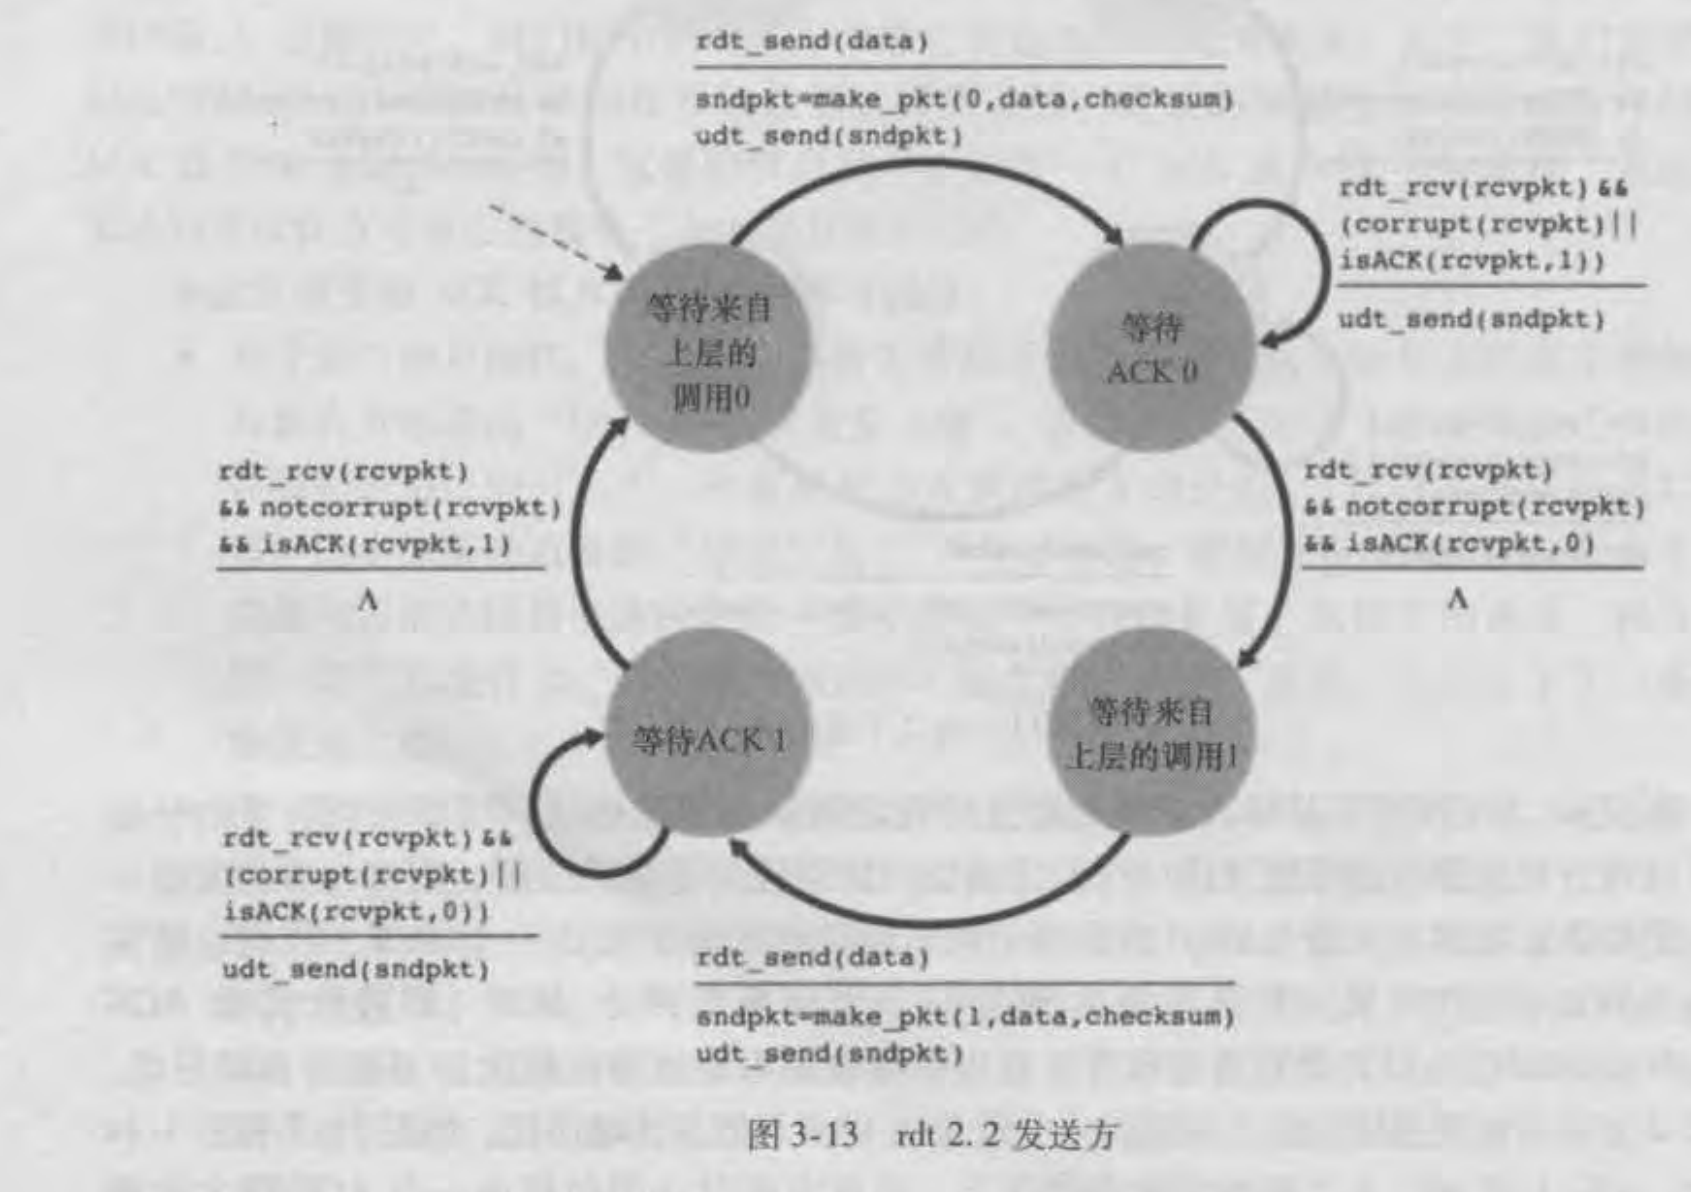 rdt_send(data)
sndpkt=make_pkt(0,data,checksum)
udt_send(sndpkt)
rdt_rcv(rcvpkt) &&
(corrupt(rcvpkt)||
isACK(rcvpkt,1))
udt_send(sndpkt)
等待来自
上层的
调用0
等待
ACK 0
rdt_rcv(rcvpkt)
&& notcorrupt(rcvpkt)
&& isACK(rcvpkt,1)
Λ
rdt_rcv(rcvpkt)
&& notcorrupt(rcvpkt)
&& isACK(rcvpkt,0)
Λ
等待ACK 1
等待来自
上层的调用1
rdt_rcv(rcvpkt) &&
(corrupt(rcvpkt)||
isACK(rcvpkt,0))
udt_send(sndpkt)
rdt_send(data)
sndpkt=make_pkt(1,data,checksum)
udt_send(sndpkt)
图 3-13 rdt 2.2 发送方